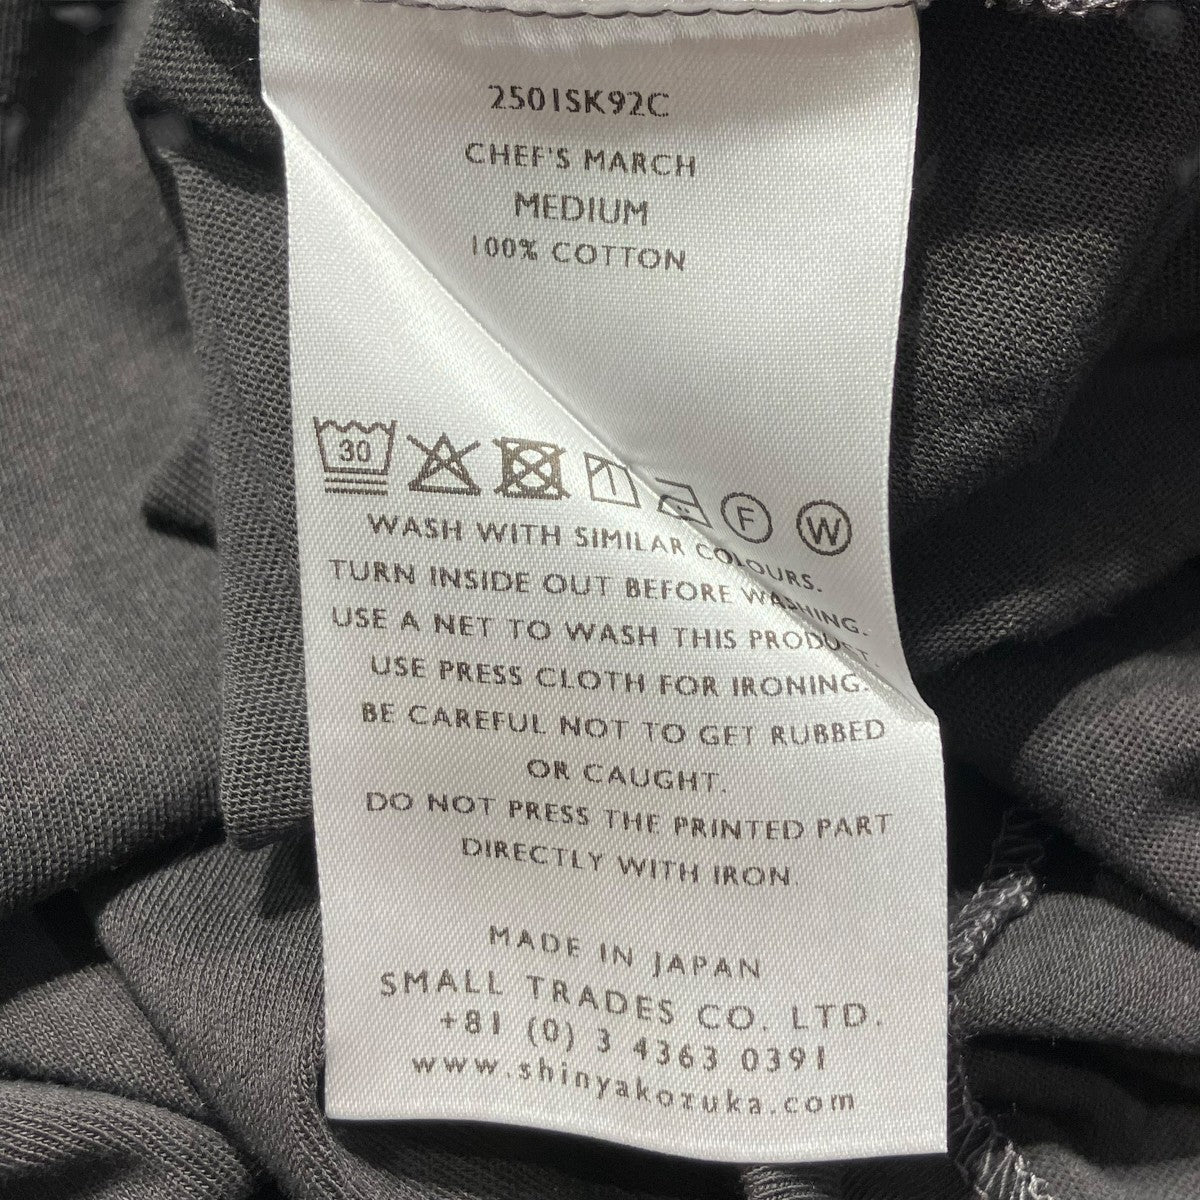 2501SK92C
CHEF'S MARCH
MEDIUM
100% COTTON
30
F W
WASH WITH SIMILAR COLOURS.
TURN INSIDE OUT BEFORE WASHING.
USE A NET TO WASH THIS PRODUCT.
USE PRESS CLOTH FOR IRONING.
BE CAREFUL NOT TO GET RUBBED
OR CAUGHT.
DO NOT PRESS THE PRINTED PART
DIRECTLY WITH IRON.
MADE IN JAPAN
SMALL TRADES CO. LTD.
+81 (0) 3 4363 0391
www.shinyakozuka.com